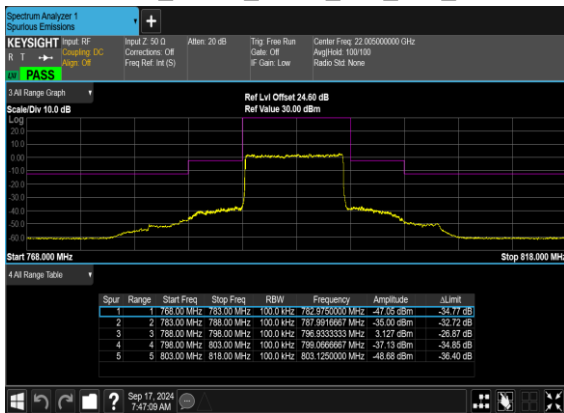 Spectrum Analyzer 1
Spurious Emissions
KEYSIGHT Input: RF Input Z: 50 Ω Atten: 20 dB Trig: Free Run Center Freq: 22.005000000 GHz
R T Coupling: DC Corrections: Off Gate: Off Avg|Hold: 100/100
Align: Off Freq Ref: Int (S) IF Gain: Low Radio Std: None
PASS
3 All Range Graph
Ref Lvl Offset 24.60 dB
Scale/Div 10.0 dB Ref Value 30.00 dBm
Log
20.0
10.0
0.00
-10.0
-20.0
-30.0
-40.0
-50.0
-60.0
Start 768.000 MHz Stop 818.000 MHz
4 All Range Table
Spur Range Start Freq Stop Freq RBW Frequency Amplitude ΔLimit
1 1 768.00 MHz 783.00 MHz 100.0 kHz 782.9750000 MHz -47.05 dBm -34.77 dB
2 2 783.00 MHz 788.00 MHz 100.0 kHz 787.9916667 MHz -35.00 dBm -32.72 dB
3 3 788.00 MHz 798.00 MHz 100.0 kHz 796.9333333 MHz 3.127 dBm -26.87 dB
4 4 798.00 MHz 803.00 MHz 100.0 kHz 799.0666667 MHz -37.13 dBm -34.85 dB
5 5 803.00 MHz 818.00 MHz 100.0 kHz 803.1250000 MHz -48.68 dBm -36.40 dB
Sep 17, 2024
7:47:09 AM